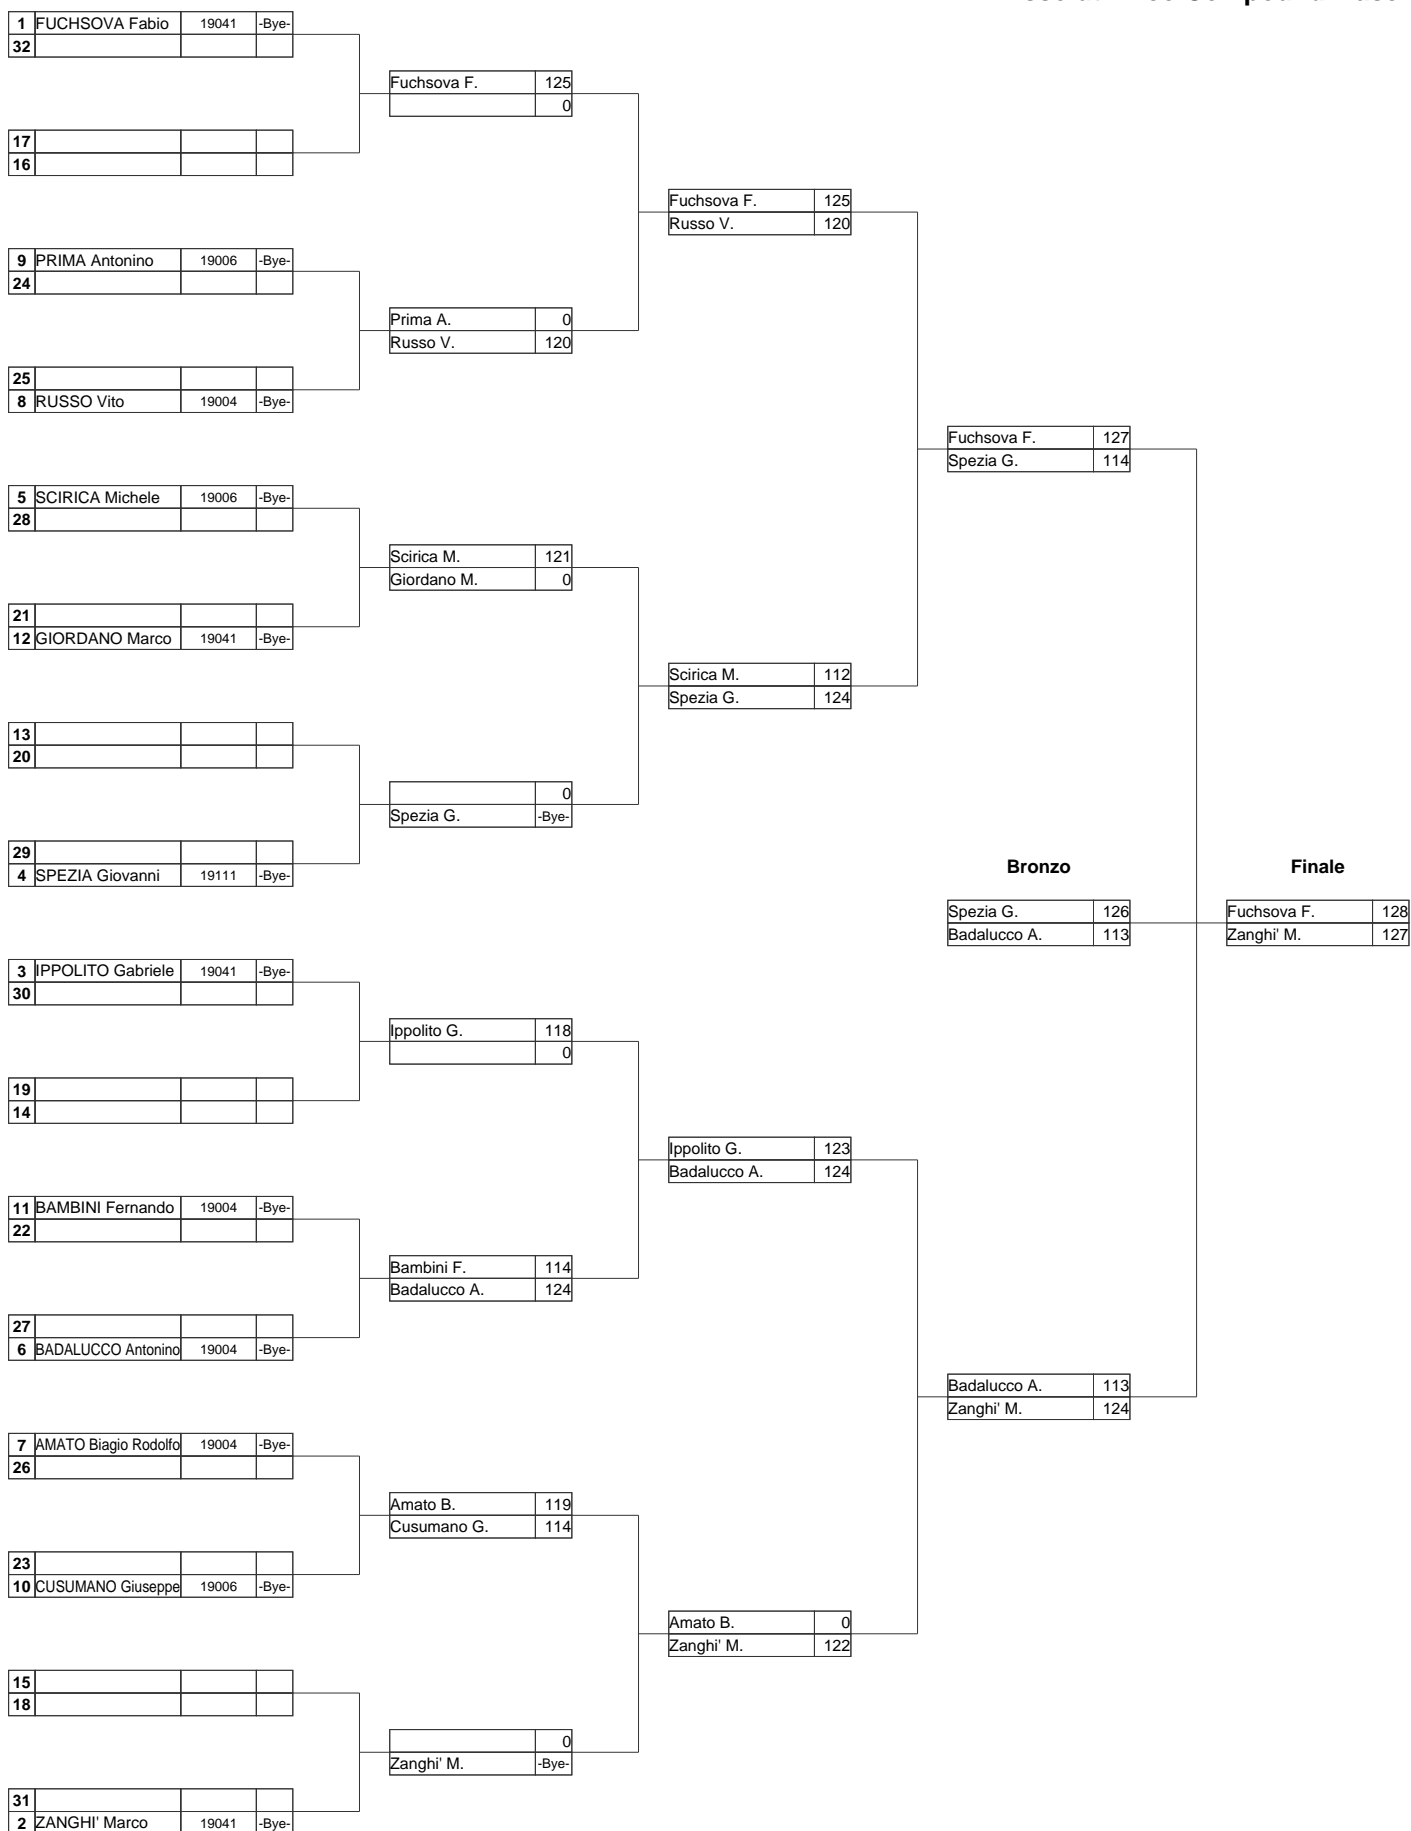 1 FUCHSOVA Fabio 19041 -Bye-
32
Fuchsova F. 125
0
17
16
Fuchsova F. 125
Russo V. 120
9 PRIMA Antonino 19006 -Bye-
24
Prima A. 0
Russo V. 120
25
8 RUSSO Vito 19004 -Bye-
Fuchsova F. 127
Spezia G. 114
5 SCIRICA Michele 19006 -Bye-
28
Scirica M. 121
Giordano M. 0
21
12 GIORDANO Marco 19041 -Bye-
Scirica M. 112
Spezia G. 124
13
20
0
Spezia G. -Bye-
29
4 SPEZIA Giovanni 19111 -Bye-
Bronzo Finale
Spezia G. 126 Fuchsova F. 128
Badalucco A. 113 Zanghi' M. 127
3 IPPOLITO Gabriele 19041 -Bye-
30
Ippolito G. 118
0
19
14
Ippolito G. 123
Badalucco A. 124
11 BAMBINI Fernando 19004 -Bye-
22
Bambini F. 114
Badalucco A. 124
27
6 BADALUCCO Antonino 19004 -Bye-
Badalucco A. 113
Zanghi' M. 124
7 AMATO Biagio Rodolfo 19004 -Bye-
26
Amato B. 119
Cusumano G. 114
23
10 CUSUMANO Giuseppe 19006 -Bye-
Amato B. 0
Zanghi' M. 122
15
18
0
Zanghi' M. -Bye-
31
2 ZANGHI' Marco 19041 -Bye-